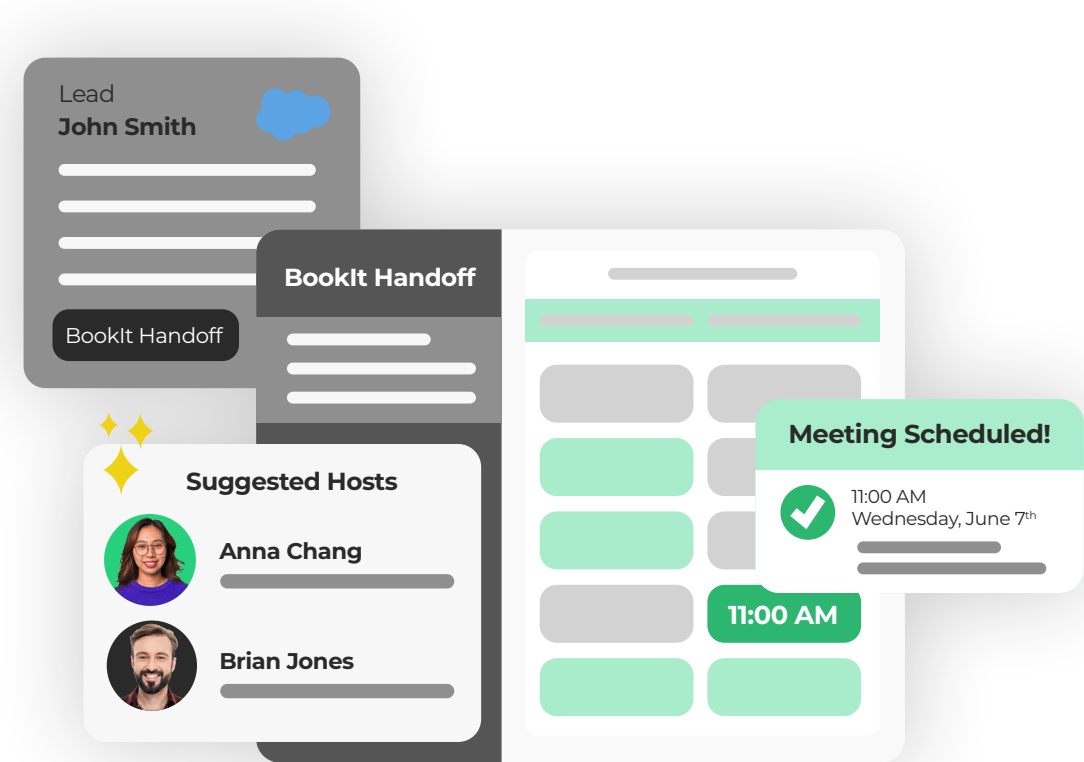 Lead
John Smith
BookIt Handoff
BookIt Handoff
Suggested Hosts
Anna Chang
Brian Jones
11:00 AM
Meeting Scheduled!
11:00 AM
Wednesday, June 7th